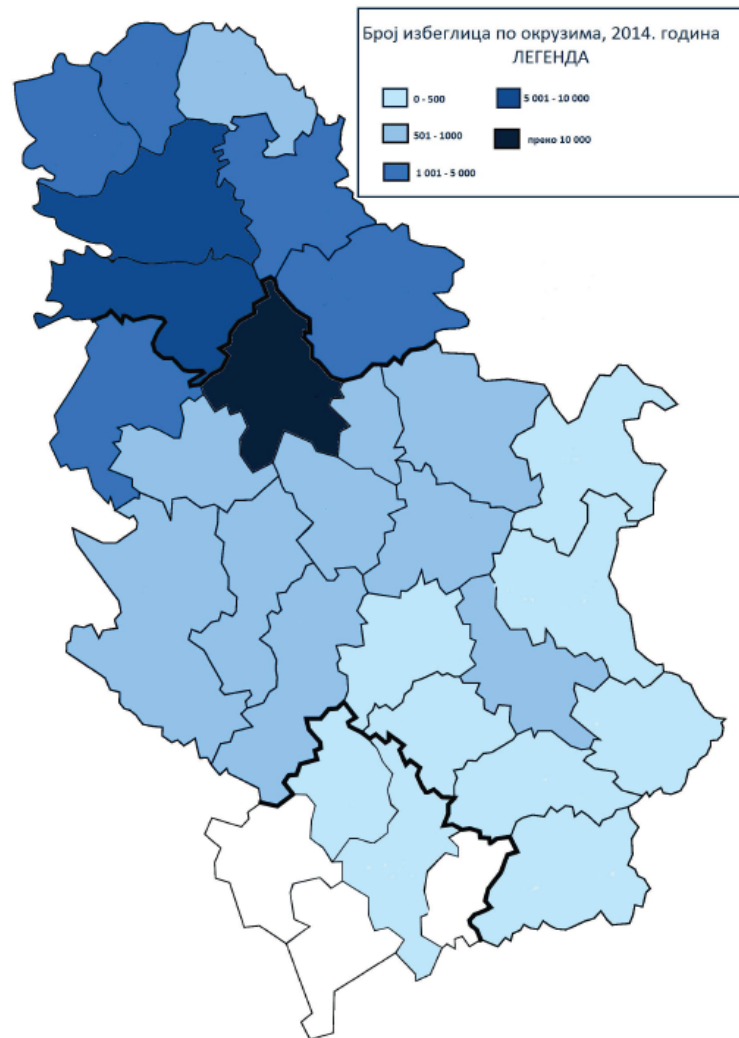 Број избеглица по окрузима, 2014. година
ЛЕГЕНДА
0 - 500
5 001 - 10 000
501 - 1000
преко 10 000
1 001 - 5 000